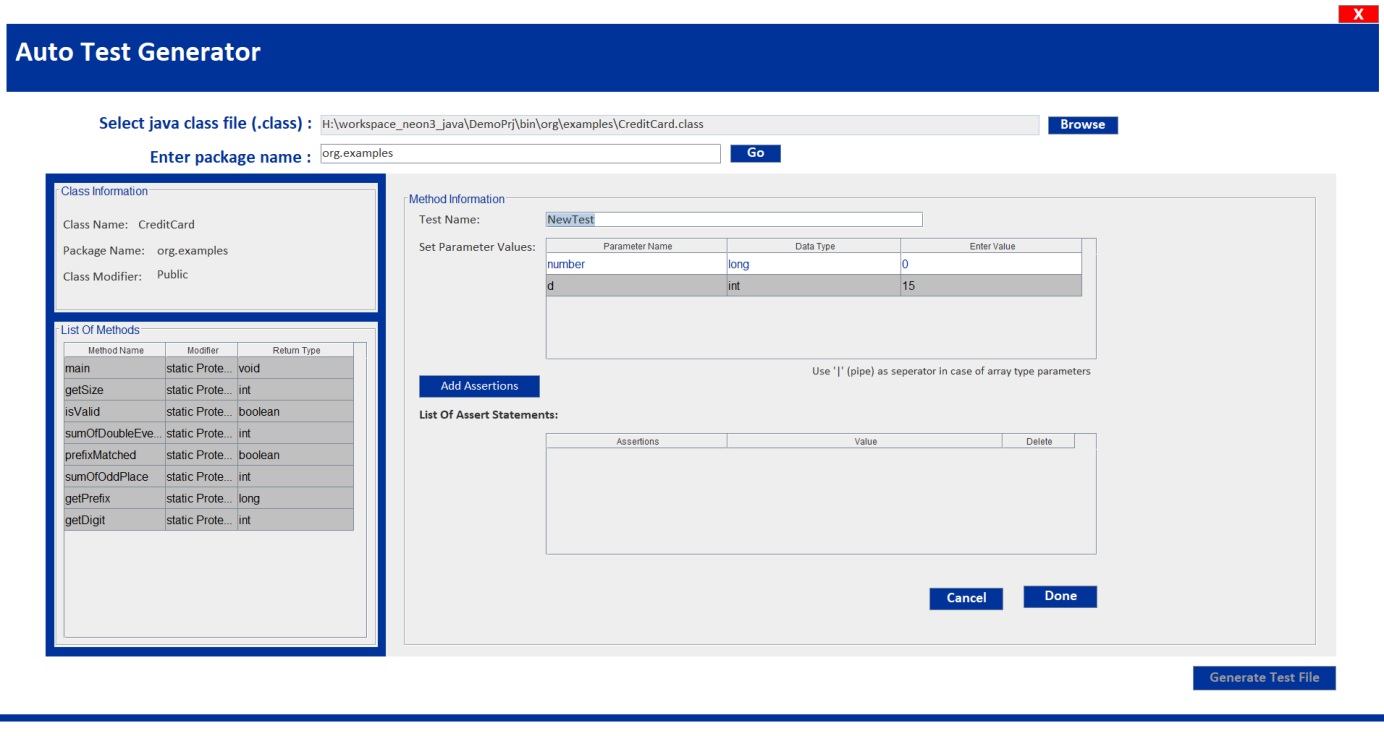 X
Auto Test Generator
Select java class file (.class) : H:\workspace_neon3_java\DemoPrj\bin\org\examples\CreditCard.class Browse
Enter package name : org.examples Go
Class Information
Class Name: CreditCard
Package Name: org.examples
Class Modifier: Public
List Of Methods
Method Name Modifier Return Type
main static Prote... void
getSize static Prote... int
isValid static Prote... boolean
sumOfDoubleEve... static Prote... int
prefixMatched static Prote... boolean
sumOfOddPlace static Prote... int
getPrefix static Prote... long
getDigit static Prote... int
Method Information
Test Name: NewTest
Set Parameter Values: Parameter Name Data Type Enter Value
number long 0
d int 15
Use '|' (pipe) as seperator in case of array type parameters
Add Assertions
List Of Assert Statements:
Assertions Value Delete
Cancel Done
Generate Test File